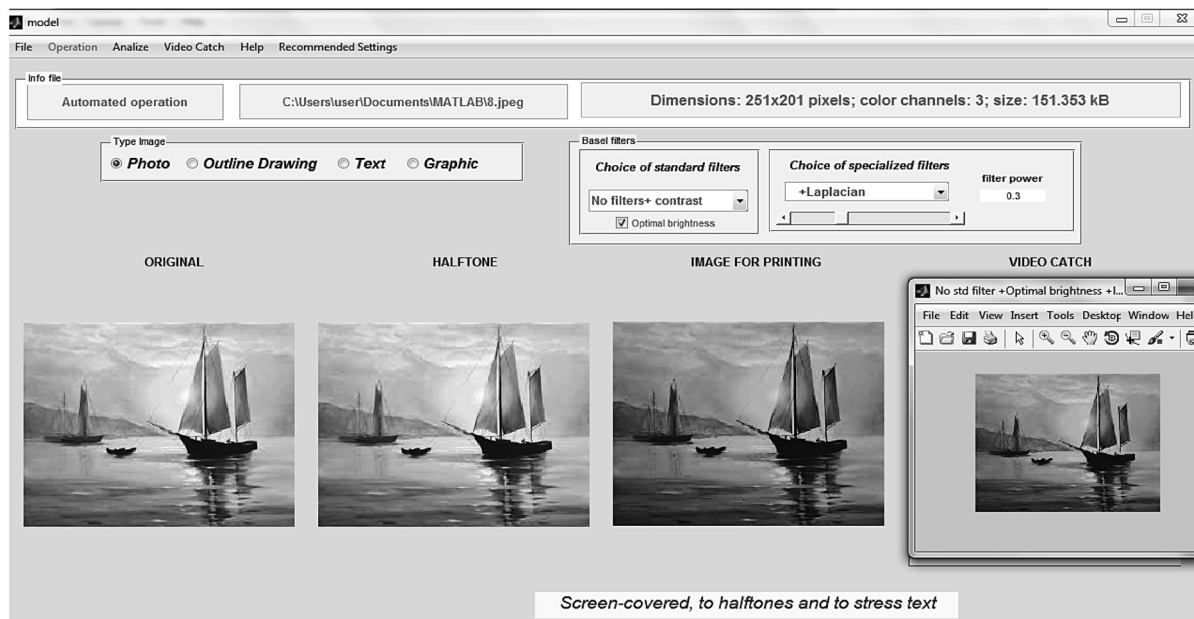 model
File Operation Analize Video Catch Help Recommended Settings
Info file
Automated operation
C:\Users\user\Documents\MATLAB\8.jpeg
Dimensions: 251x201 pixels; color channels: 3; size: 151.353 kB
Type Image
Photo Outline Drawing Text Graphic
Basel filters
Choice of standard filters
No filters+ contrast
Optimal brightness
Choice of specialized filters
+Laplacian
filter power
0.3
ORIGINAL
HALFTONE
IMAGE FOR PRINTING
VIDEO CATCH
No std filter +Optimal brightness +l...
File Edit View Insert Tools Desktop Window Hel
Screen-covered, to halftones and to stress text